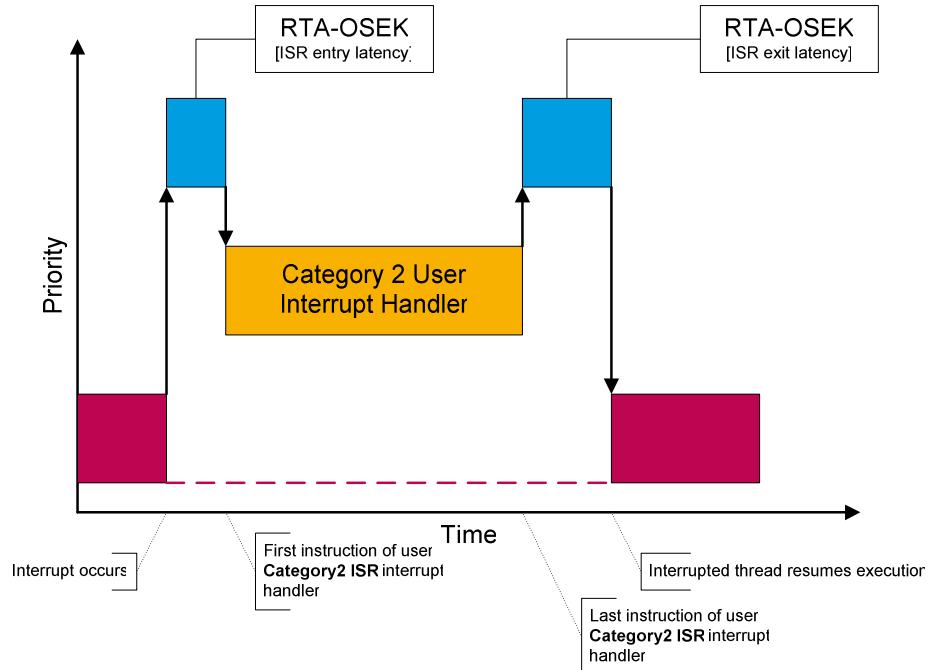 RTA-OSEK
[ISR entry latency]
RTA-OSEK
[ISR exit latency]
Priority
Category 2 User
Interrupt Handler
Time
Interrupt occurs
First instruction of user
Category2 ISR interrupt
handler
Interrupted thread resumes execution
Last instruction of user
Category2 ISR interrupt
handler